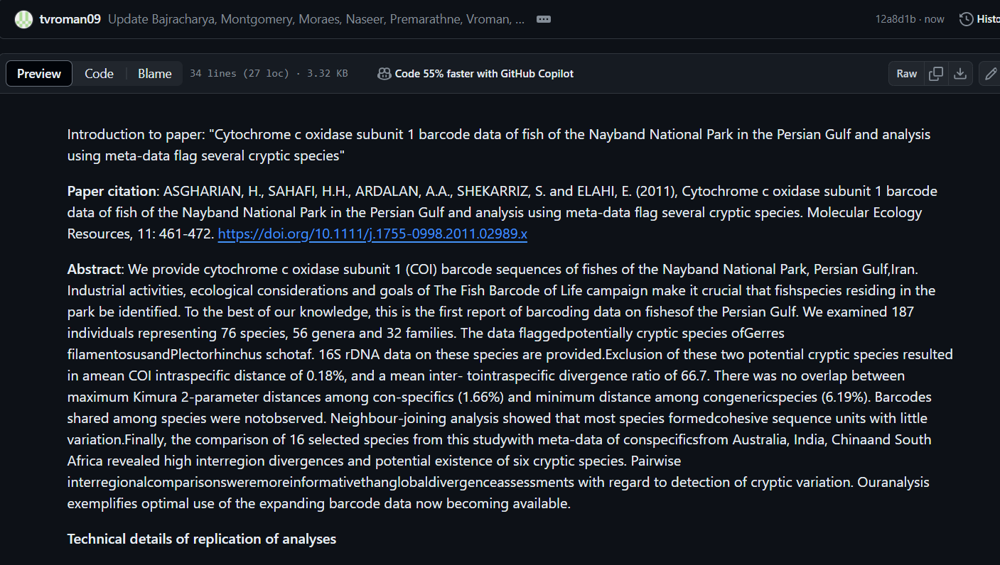 tvroman09 Update Bajracharya, Montgomery, Moraes, Naseer, Premarathne, Vroman, ... 12a8d1b · now Histo
Preview Code Blame 34 lines (27 loc) · 3.32 KB Code 55% faster with GitHub Copilot Raw
Introduction to paper: "Cytochrome c oxidase subunit 1 barcode data of fish of the Nayband National Park in the Persian Gulf and analysis
using meta-data flag several cryptic species"
Paper citation: ASGHARIAN, H., SAHAFI, H.H., ARDALAN, A.A., SHEKARRIZ, S. and ELAHI, E. (2011), Cytochrome c oxidase subunit 1 barcode
data of fish of the Nayband National Park in the Persian Gulf and analysis using meta-data flag several cryptic species. Molecular Ecology
Resources, 11: 461-472. https://doi.org/10.1111/j.1755-0998.2011.02989.x
Abstract: We provide cytochrome c oxidase subunit 1 (COI) barcode sequences of fishes of the Nayband National Park, Persian Gulf,Iran.
Industrial activities, ecological considerations and goals of The Fish Barcode of Life campaign make it crucial that fishspecies residing in the
park be identified. To the best of our knowledge, this is the first report of barcoding data on fishesof the Persian Gulf. We examined 187
individuals representing 76 species, 56 genera and 32 families. The data flaggedpotentially cryptic species ofGerres
filamentosusandPlectorhinchus schotaf. 16S rDNA data on these species are provided.Exclusion of these two potential cryptic species resulted
in amean COI intraspecific distance of 0.18%, and a mean inter- tointraspecific divergence ratio of 66.7. There was no overlap between
maximum Kimura 2-parameter distances among con-specifics (1.66%) and minimum distance among congenericspecies (6.19%). Barcodes
shared among species were notobserved. Neighbour-joining analysis showed that most species formedcohesive sequence units with little
variation.Finally, the comparison of 16 selected species from this studywith meta-data of conspecificsfrom Australia, India, Chinaand South
Africa revealed high interregion divergences and potential existence of six cryptic species. Pairwise
interregionalcomparisonsweremoreinformativethanglobaldivergenceassessments with regard to detection of cryptic variation. Ouranalysis
exemplifies optimal use of the expanding barcode data now becoming available.
Technical details of replication of analyses